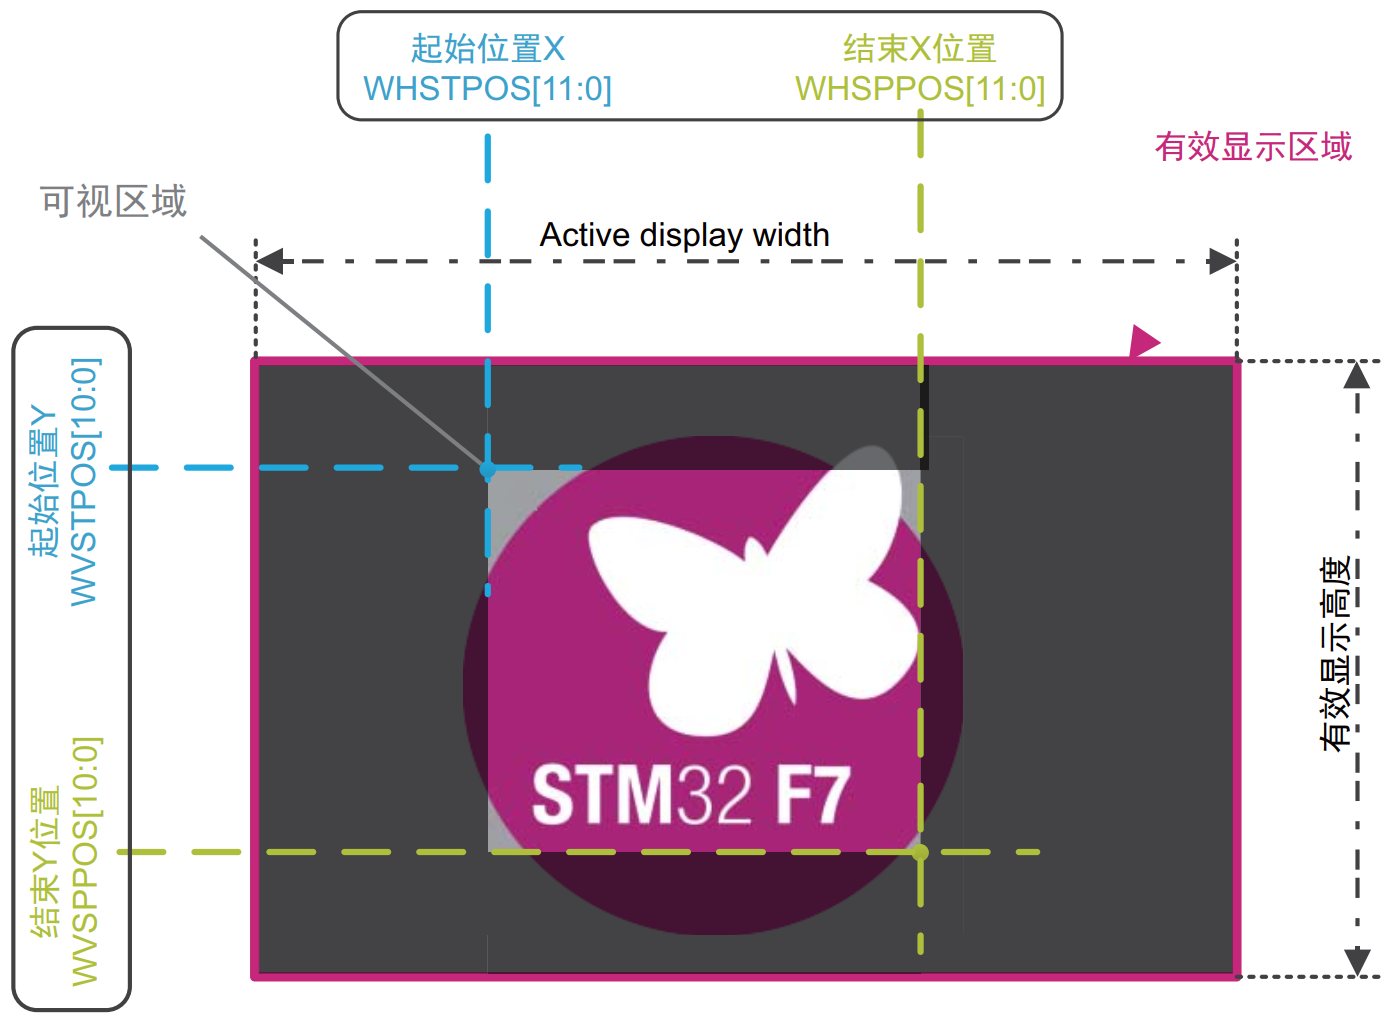 起始位置X
WHSTPOS[11:0]
结束X位置
WHSPPOS[11:0]
有效显示区域
可视区域
Active display width
起始位置Y
WVSTPOS[10:0]
结束Y位置
WVSPPOS[10:0]
有效显示高度
STM32 F7